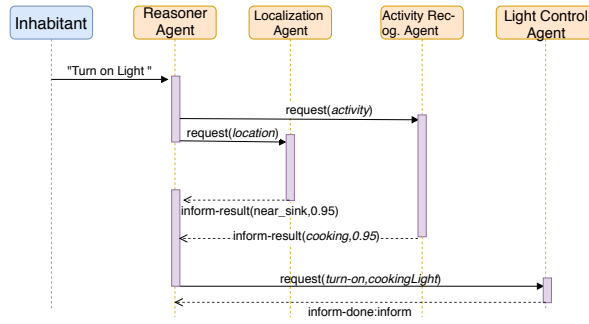 Inhabitant
Reasoner
Agent
Localization
Agent
Activity Rec-
og. Agent
Light Control
Agent
"Turn on Light "
request(activity)
request(location)
inform-result(near_sink,0.95)
inform-result(cooking,0.95)
request(turn-on,cookingLight)
inform-done:inform